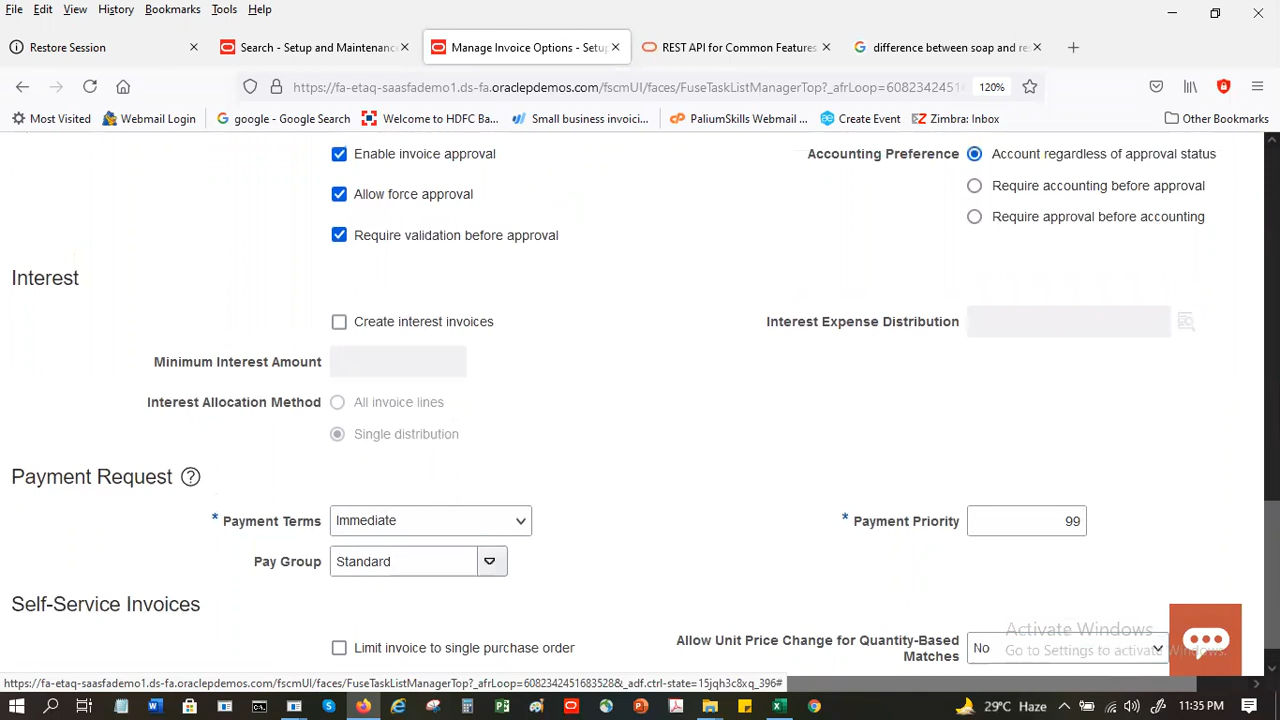 File Edit View History Bookmarks Tools Help
Restore Session
Search - Setup and Maintenance
Manage Invoice Options - Setup
REST API for Common Features
difference between soap and re
https://fa-etaq-saasfademo1.ds-fa.oraclepdemos.com/fscmUI/faces/FuseTaskListManagerTop?_afrLoop=60823424516 120%
Most Visited Webmail Login google - Google Search Welcome to HDFC Ban... Small business invoicin... PaliumSkills Webmail ... Create Event Zimbra: Inbox Other Bookmarks
Enable invoice approval
Accounting Preference Account regardless of approval status
Require accounting before approval
Allow force approval
Require approval before accounting
Require validation before approval
Interest
Create interest invoices
Interest Expense Distribution
Minimum Interest Amount
Interest Allocation Method All invoice lines
Single distribution
Payment Request ?
* Payment Terms Immediate
* Payment Priority 99
Pay Group Standard
Self-Service Invoices
Limit invoice to single purchase order
Allow Unit Price Change for Quantity-Based
Matches
No
Activate Windows
Go to Settings to activate Windows.
https://fa-etaq-saasfademo1.ds-fa.oraclepdemos.com/fscmUI/faces/FuseTaskListManagerTop?_afrLoop=60823424516835​28&_adf.ctrl-state=15jqh3c8xq_396#
29°C Haze 11:35 PM